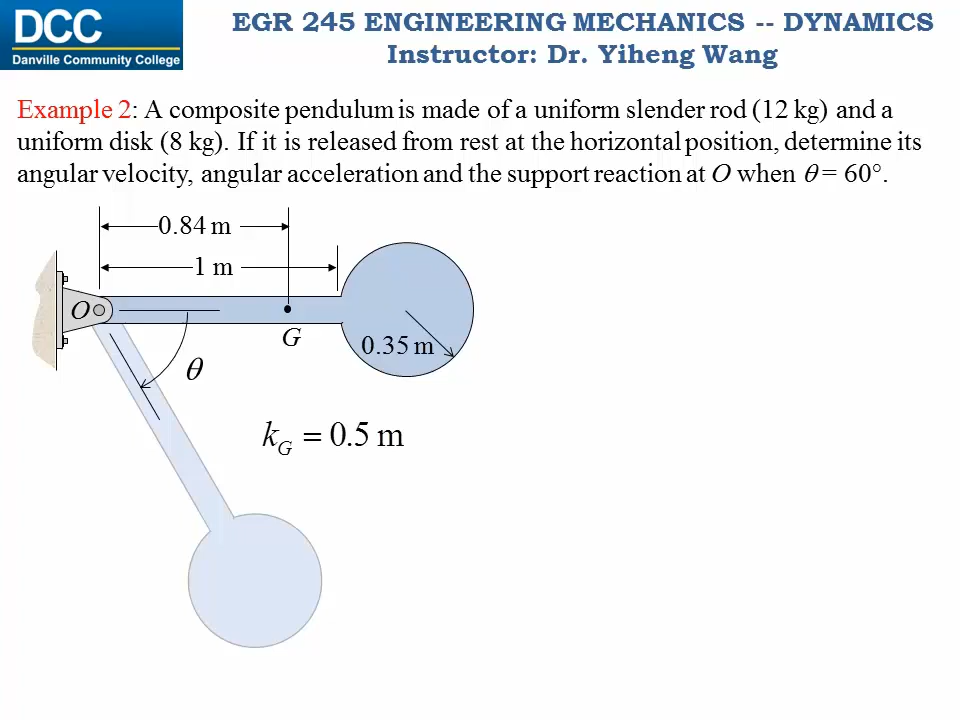 DCC
Danville Community College
EGR 245 ENGINEERING MECHANICS -- DYNAMICS
Instructor: Dr. Yiheng Wang
Example 2: A composite pendulum is made of a uniform slender rod (12 kg) and a
uniform disk (8 kg). If it is released from rest at the horizontal position, determine its
angular velocity, angular acceleration and the support reaction at O when θ = 60°.
0.84 m
1 m
O
G
0.35 m
θ
k_G = 0.5 m